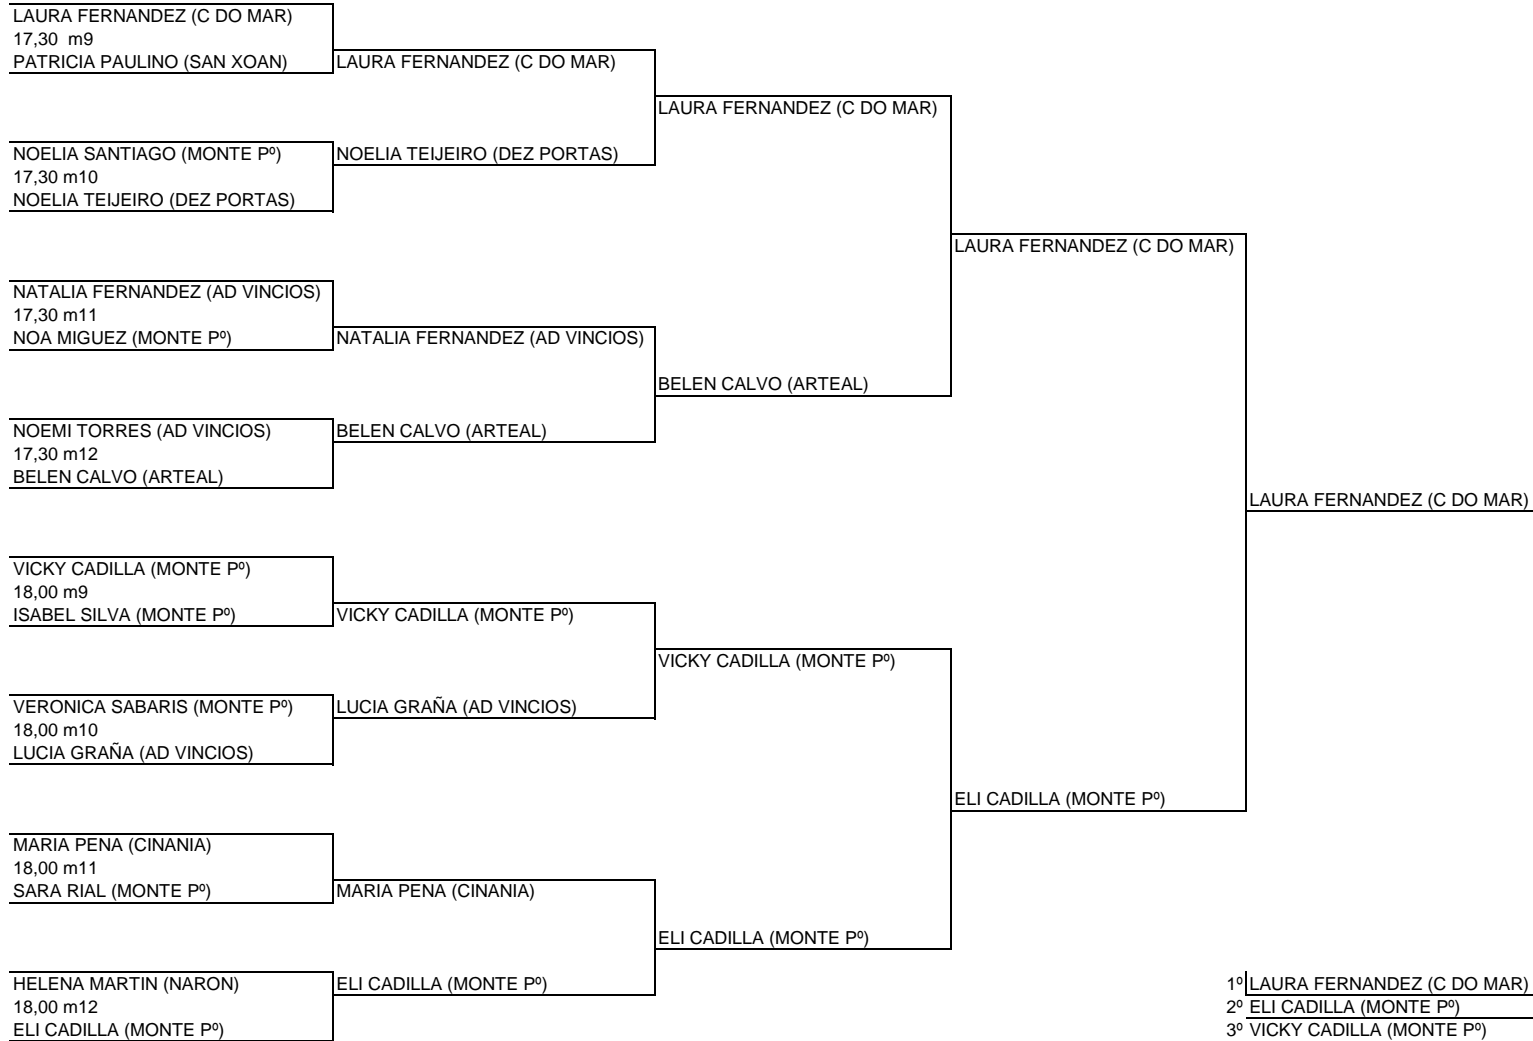 LAURA FERNANDEZ (C DO MAR)
17,30  m9
PATRICIA PAULINO (SAN XOAN)
LAURA FERNANDEZ (C DO MAR)
LAURA FERNANDEZ (C DO MAR)
NOELIA SANTIAGO (MONTE Pº)
NOELIA TEIJEIRO (DEZ PORTAS)
17,30 m10
NOELIA TEIJEIRO (DEZ PORTAS)
LAURA FERNANDEZ (C DO MAR)
NATALIA FERNANDEZ (AD VINCIOS)
17,30 m11
NOA MIGUEZ (MONTE Pº)
NATALIA FERNANDEZ (AD VINCIOS)
BELEN CALVO (ARTEAL)
NOEMI TORRES (AD VINCIOS)
BELEN CALVO (ARTEAL)
17,30 m12
BELEN CALVO (ARTEAL)
LAURA FERNANDEZ (C DO MAR)
VICKY CADILLA (MONTE Pº)
18,00 m9
ISABEL SILVA (MONTE Pº)
VICKY CADILLA (MONTE Pº)
VICKY CADILLA (MONTE Pº)
VERONICA SABARIS (MONTE Pº)
LUCIA GRAÑA (AD VINCIOS)
18,00 m10
LUCIA GRAÑA (AD VINCIOS)
ELI CADILLA (MONTE Pº)
MARIA PENA (CINANIA)
18,00 m11
SARA RIAL (MONTE Pº)
MARIA PENA (CINANIA)
ELI CADILLA (MONTE Pº)
HELENA MARTIN (NARON)
ELI CADILLA (MONTE Pº)
18,00 m12
ELI CADILLA (MONTE Pº)
1º LAURA FERNANDEZ (C DO MAR)
2º ELI CADILLA (MONTE Pº)
3º VICKY CADILLA (MONTE Pº)